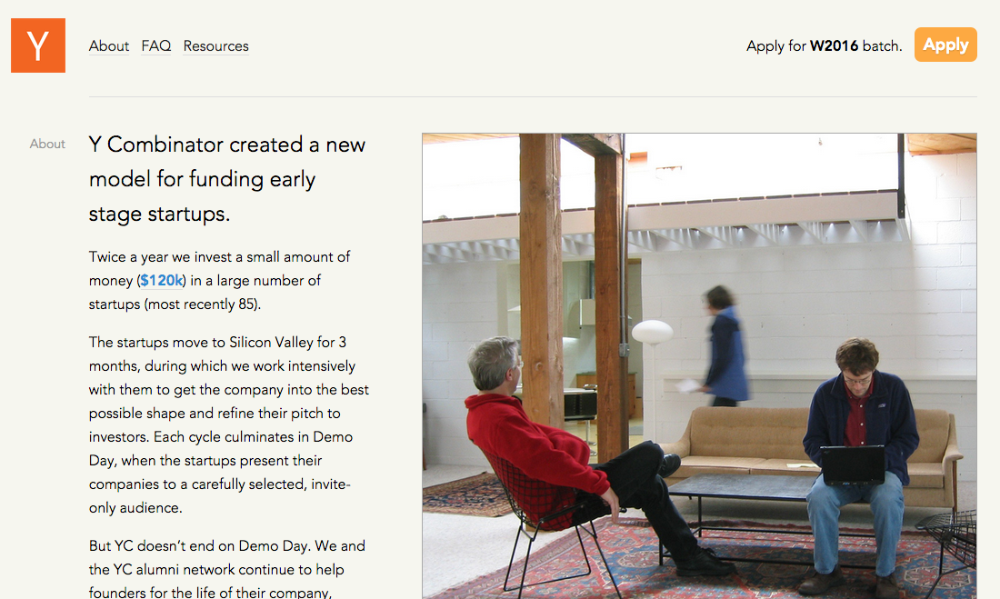 Y
About FAQ Resources
Apply for W2016 batch. Apply
About
Y Combinator created a new
model for funding early
stage startups.
Twice a year we invest a small amount of
money ($120k) in a large number of
startups (most recently 85).
The startups move to Silicon Valley for 3
months, during which we work intensively
with them to get the company into the best
possible shape and refine their pitch to
investors. Each cycle culminates in Demo
Day, when the startups present their
companies to a carefully selected, invite-
only audience.
But YC doesn’t end on Demo Day. We and
the YC alumni network continue to help
founders for the life of their company,